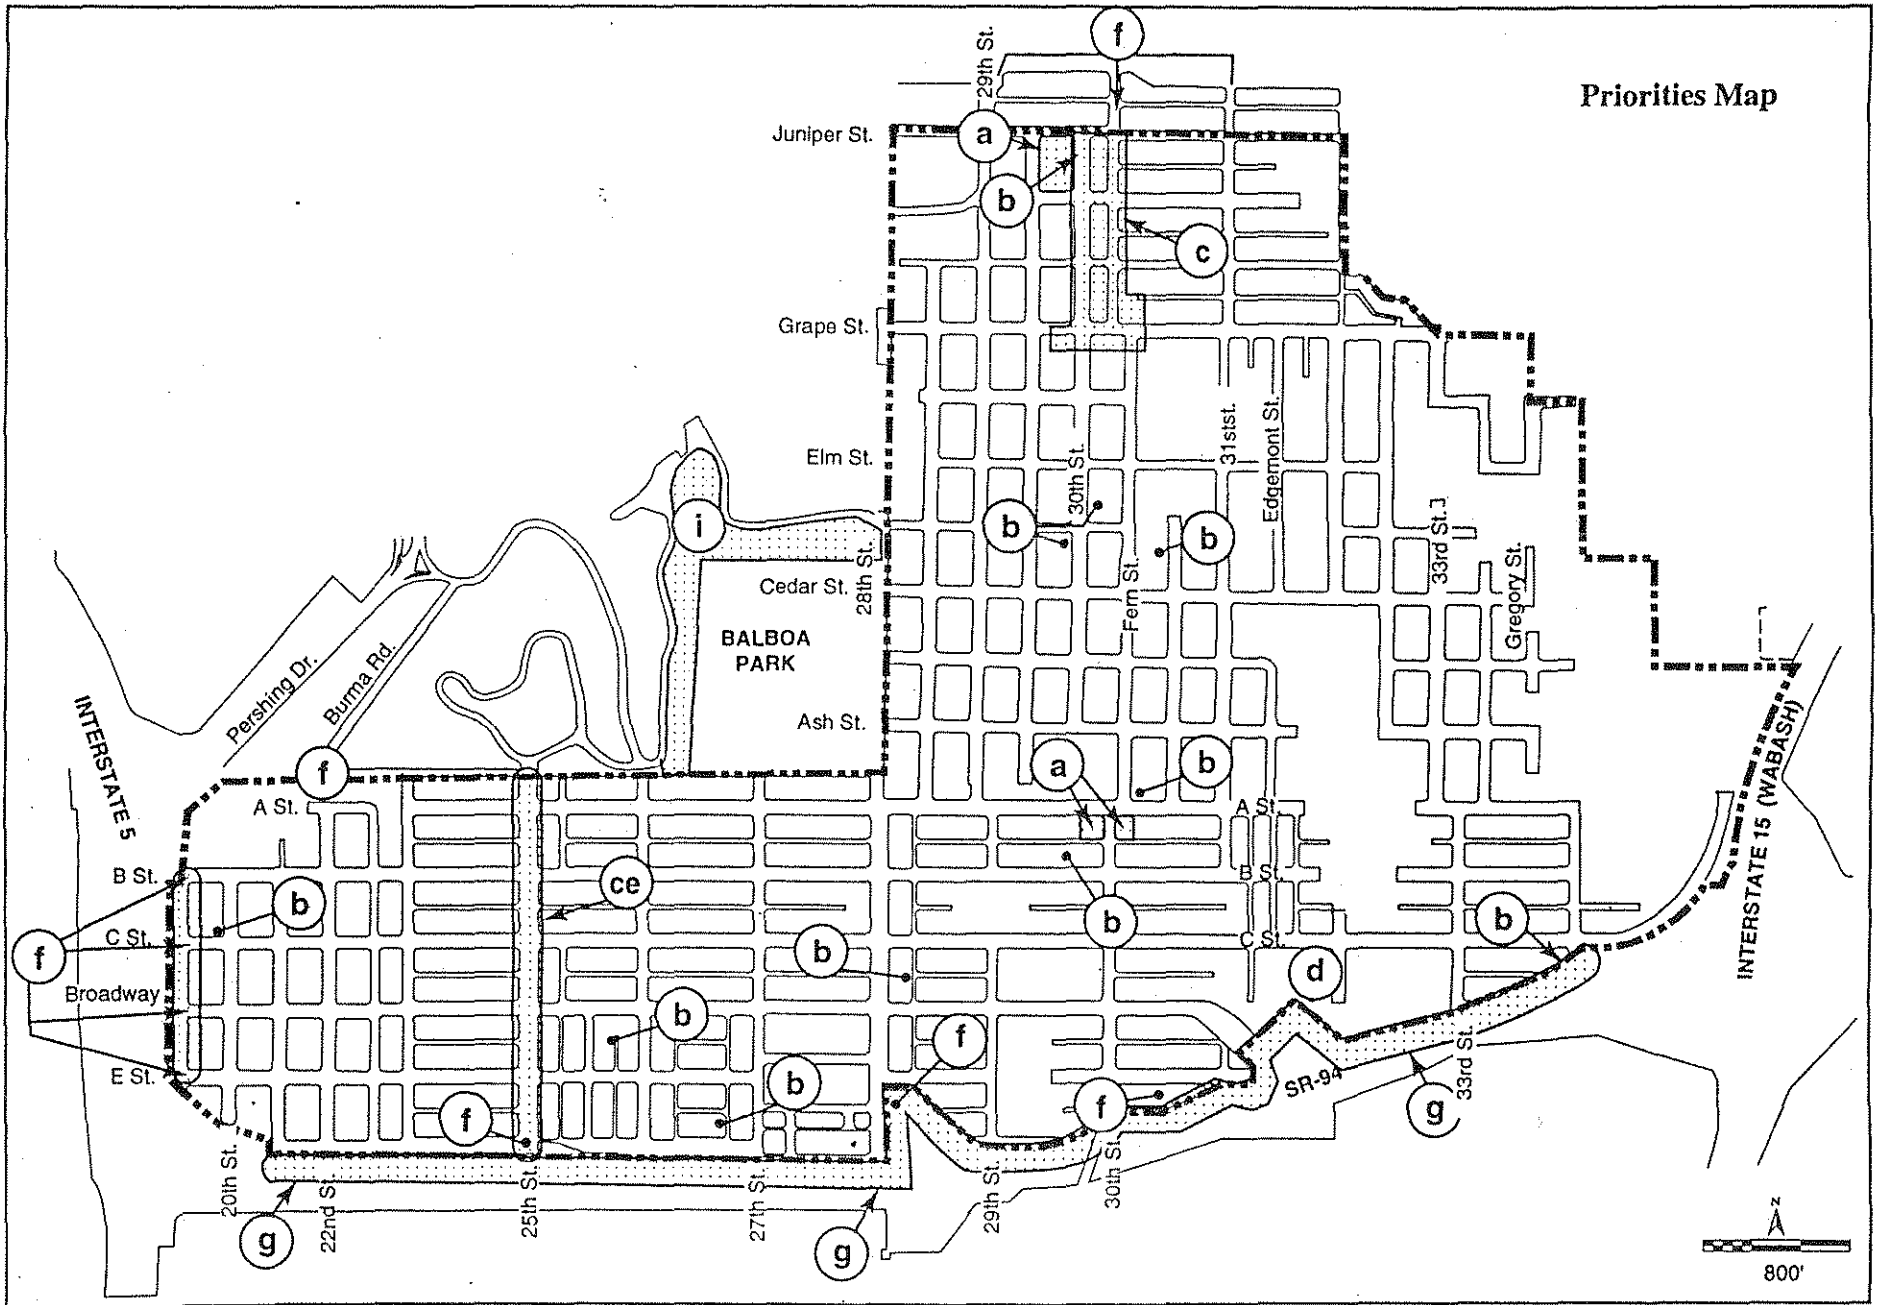 Priorities Map
f
29th St.
Juniper St.
a
b
c
Grape St.
Elm St.
30th St.
31stst.
Edgemont St.
i
b
b
33rd St.
Gregory St.
28th St.
Cedar St.
Fern St.
BALBOA
PARK
Pershing Dr.
Burma Rd.
INTERSTATE 5
Ash St.
INTERSTATE 15 (WABASH)
f
a
b
A St.
A St.
B St.
B St.
ce
b
b
b
f
C St.
C St.
b
d
Broadway
b
f
E St.
b
f
f
SR-94
33rd St.
g
20th St.
22nd St.
25th St.
27th St.
29th St.
30th St.
g
g
N
800'